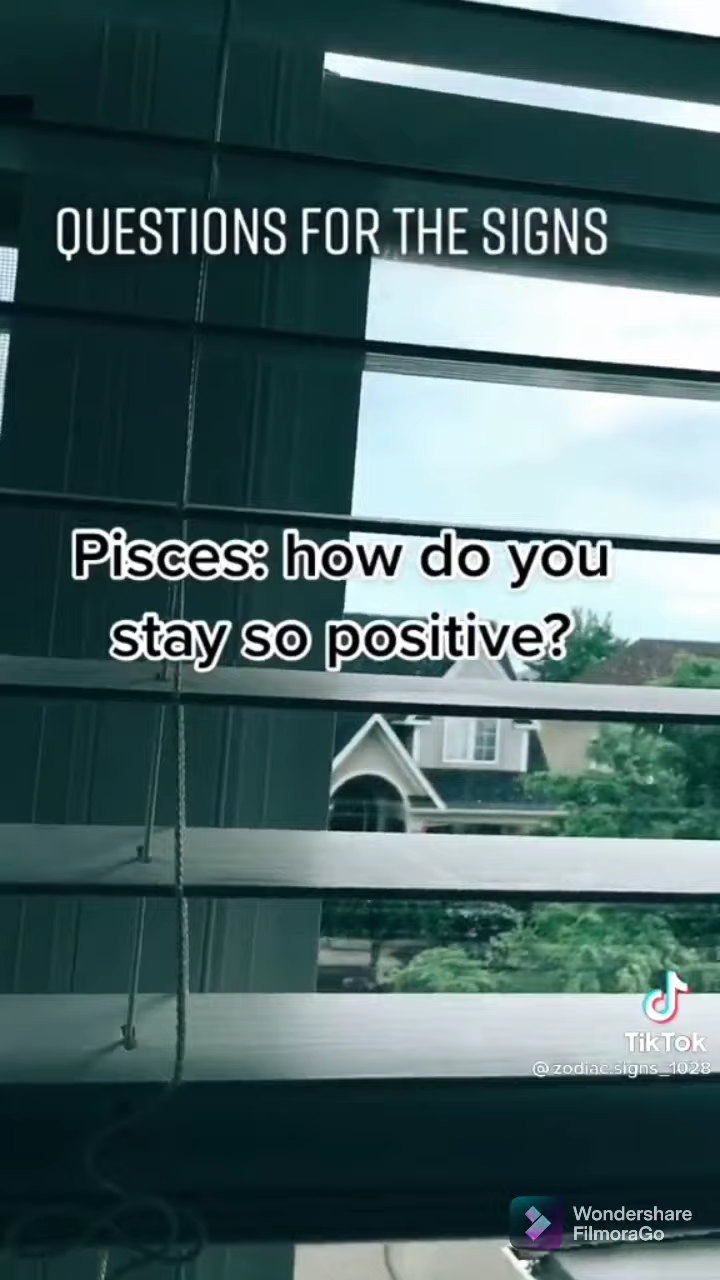 QUESTIONS FOR THE SIGNS
Pisces: how do you
stay so positive?
TikTok
@zodiac.signs_1028
Wondershare
FilmoraGo